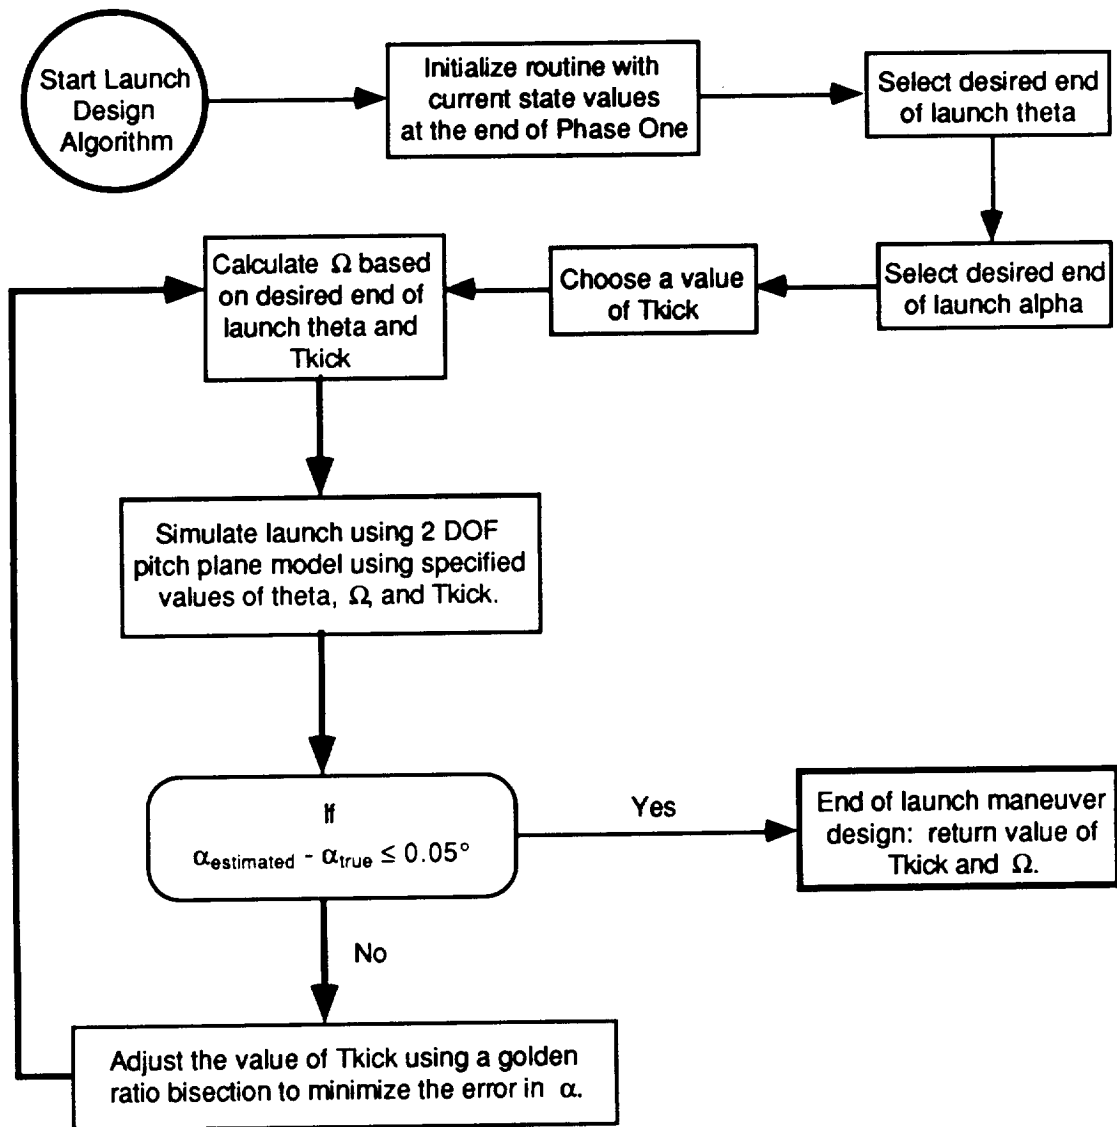 Start Launch
Design
Algorithm
Initialize routine with
current state values
at the end of Phase One
Select desired end
of launch theta
Select desired end
of launch alpha
Choose a value
of Tkick
Calculate Ω based
on desired end of
launch theta and
Tkick
Simulate launch using 2 DOF
pitch plane model using specified
values of theta, Ω, and Tkick.
If
αestimated - αtrue ≤ 0.05°
Yes
End of launch maneuver
design: return value of
Tkick and Ω.
No
Adjust the value of Tkick using a golden
ratio bisection to minimize the error in α.